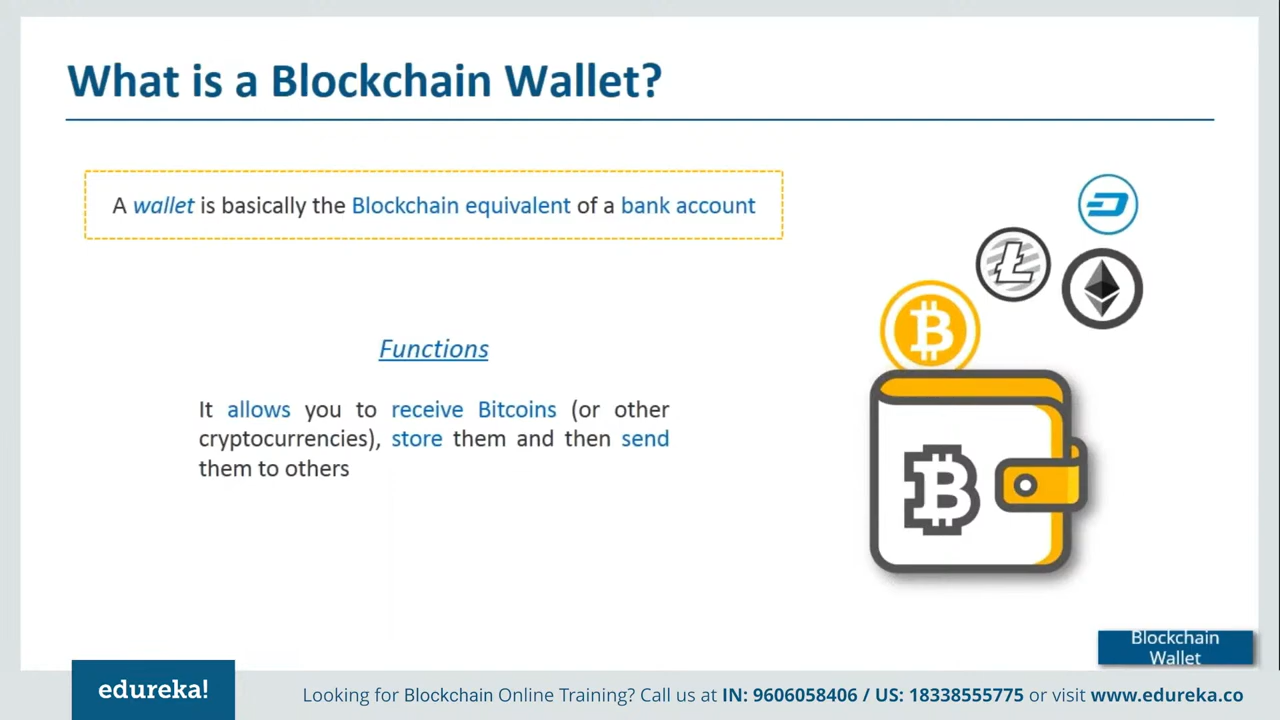 What is a Blockchain Wallet?
A wallet is basically the Blockchain equivalent of a bank account
Functions
It allows you to receive Bitcoins (or other
cryptocurrencies), store them and then send
them to others
Blockchain
Wallet
edureka!
Looking for Blockchain Online Training? Call us at IN: 9606058406 / US: 18338555775 or visit www.edureka.co